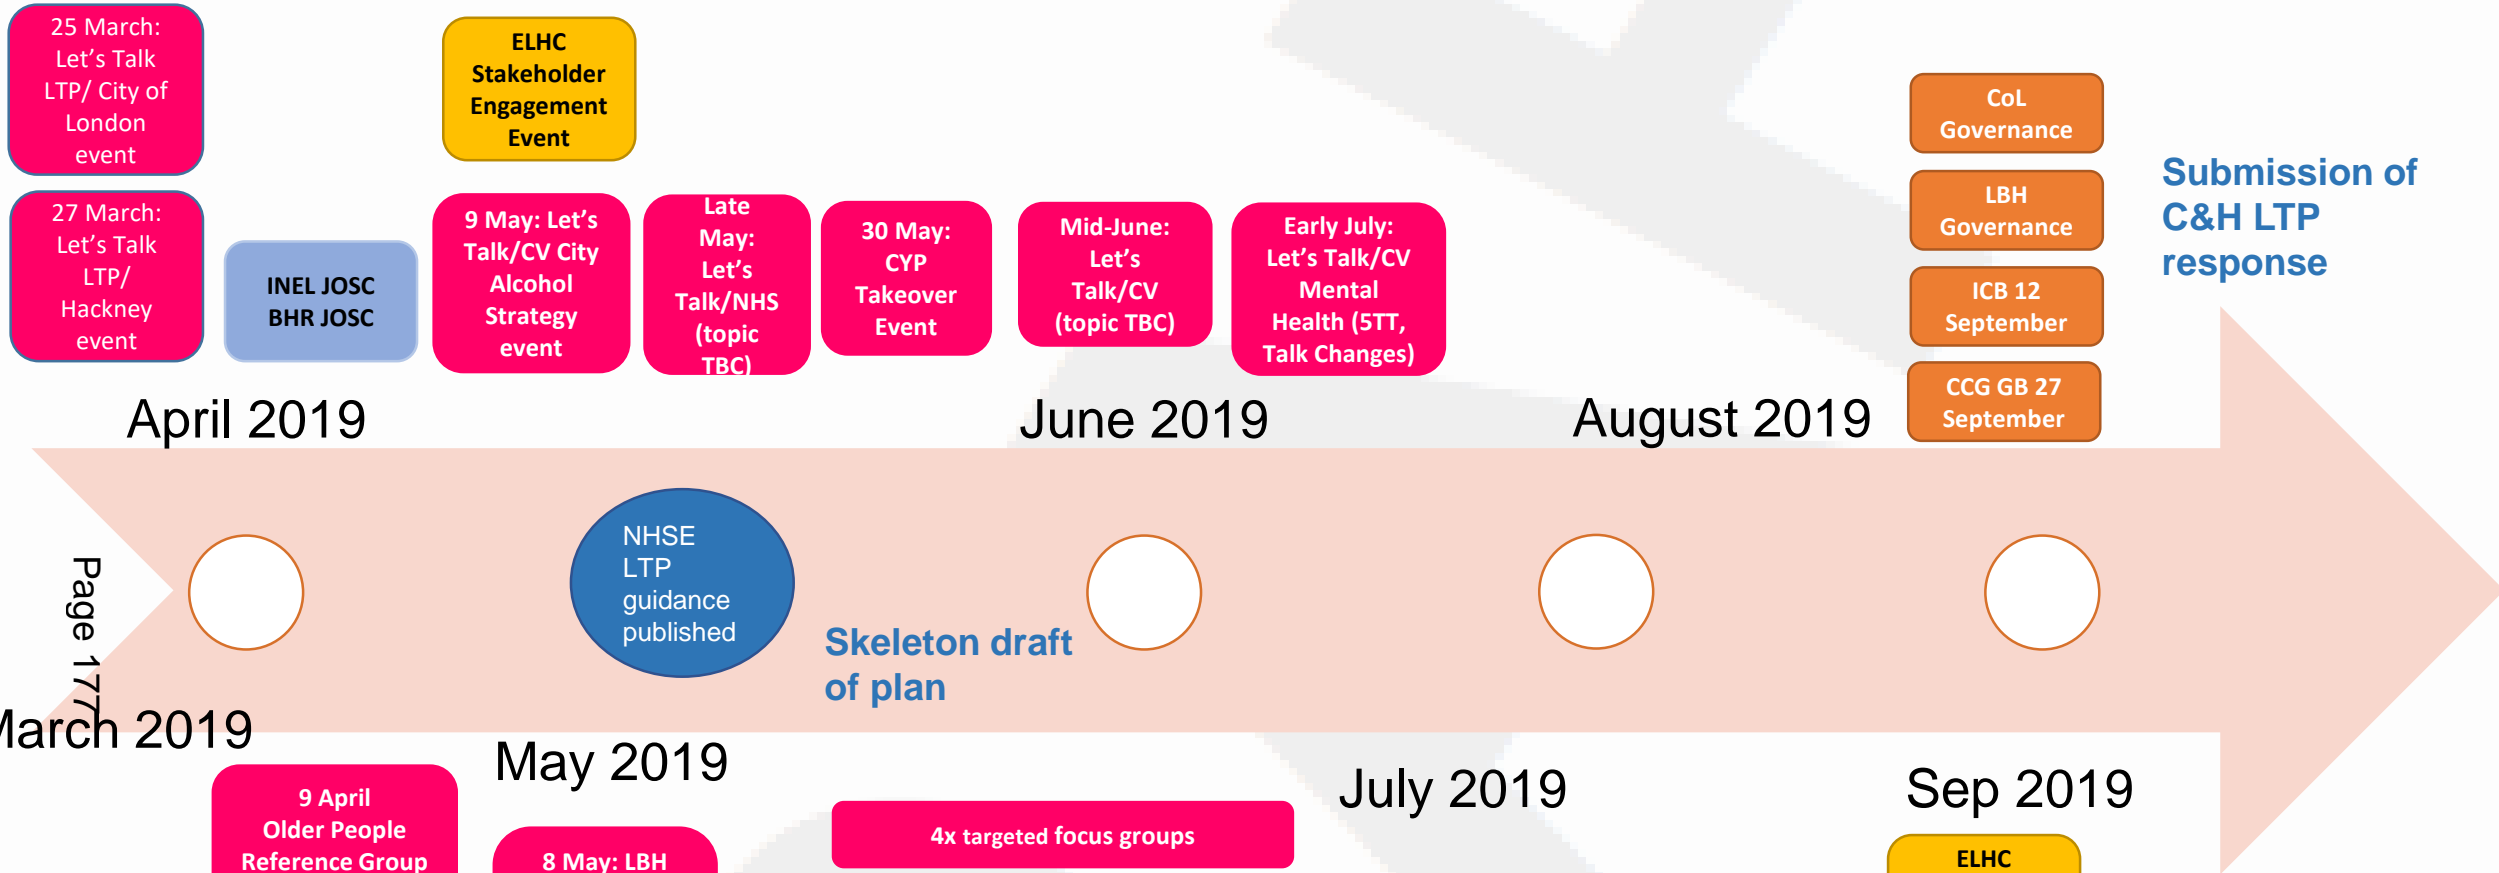 25 March:
Let's Talk
LTP/ City of
London
event
ELHC
Stakeholder
Engagement
Event
CoL
Governance
27 March:
Let's Talk
LTP/
Hackney
event
INEL JOSC
BHR JOSC
9 May: Let's
Talk/CV City
Alcohol
Strategy
event
Late
May:
Let's
Talk/NHS
(topic
TBC)
30 May:
CYP
Takeover
Event
Mid-June:
Let's
Talk/CV
(topic TBC)
Early July:
Let's Talk/CV
Mental
Health (5TT,
Talk Changes)
LBH
Governance
ICB 12
September
CCG GB 27
September
Submission of
C&H LTP
response
April 2019
June 2019
August 2019
NHSE
LTP
guidance
published
Skeleton draft
of plan
Page 177
March 2019
May 2019
July 2019
Sep 2019
9 April
Older People
Reference Group
8 May: LBH
4x targeted focus groups
ELHC